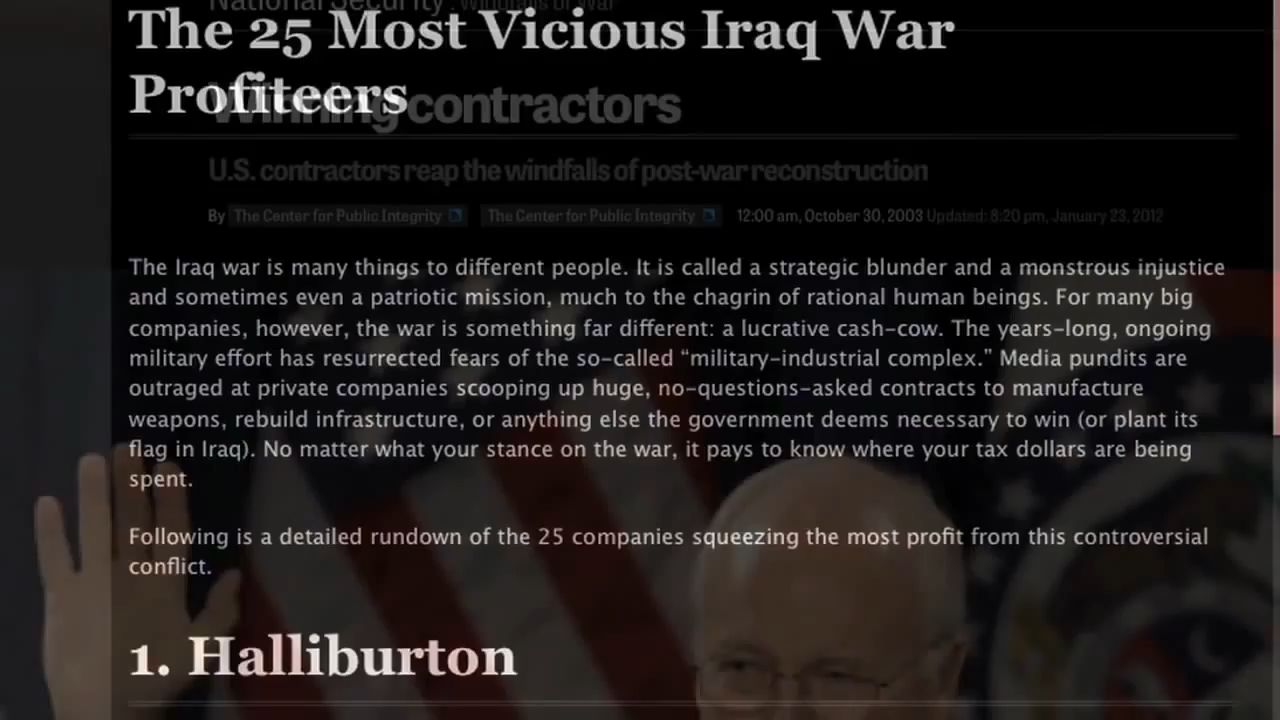 National Security : Windfalls of War
The 25 Most Vicious Iraq War
Profiteers
Winning contractors
U.S. contractors reap the windfalls of post-war reconstruction
By The Center for Public Integrity The Center for Public Integrity 12:00 am, October 30, 2003 Updated: 8:20 pm, January 23, 2012
The Iraq war is many things to different people. It is called a strategic blunder and a monstrous injustice
and sometimes even a patriotic mission, much to the chagrin of rational human beings. For many big
companies, however, the war is something far different: a lucrative cash-cow. The years-long, ongoing
military effort has resurrected fears of the so-called “military-industrial complex.” Media pundits are
outraged at private companies scooping up huge, no-questions-asked contracts to manufacture
weapons, rebuild infrastructure, or anything else the government deems necessary to win (or plant its
flag in Iraq). No matter what your stance on the war, it pays to know where your tax dollars are being
spent.
Following is a detailed rundown of the 25 companies squeezing the most profit from this controversial
conflict.
1. Halliburton